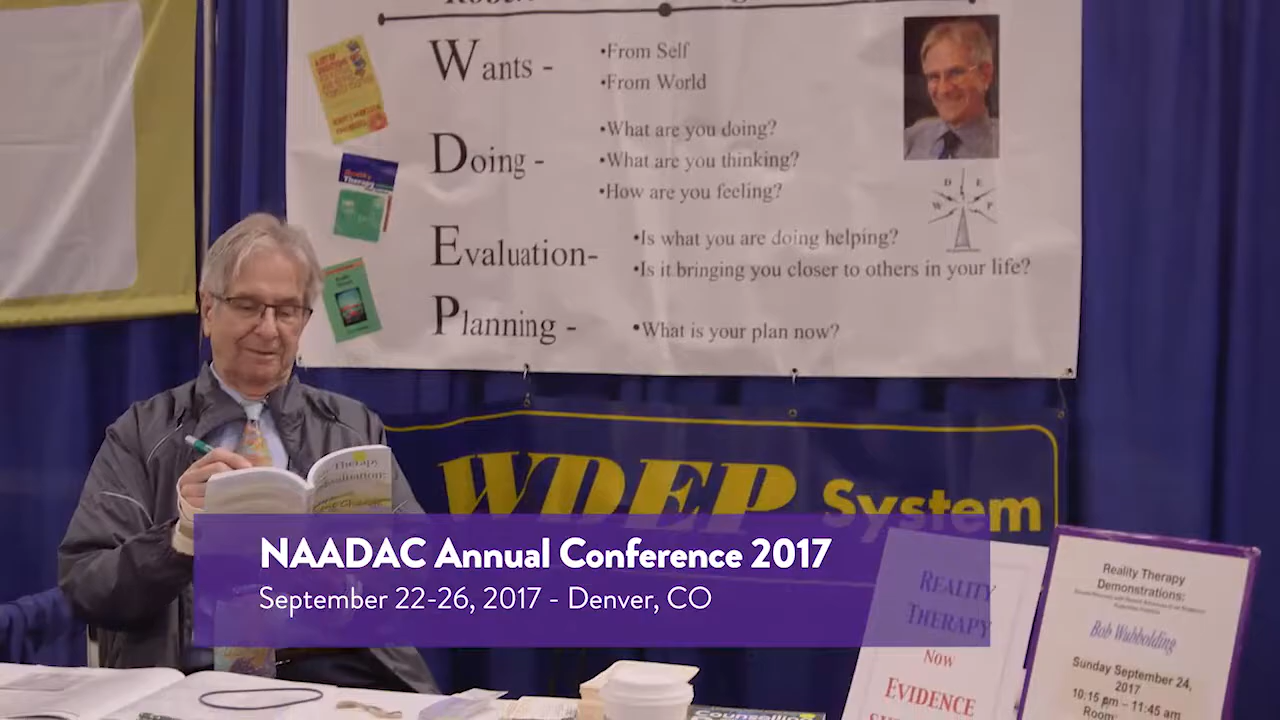 Wants -
•From Self
•From World
Doing -
•What are you doing?
•What are you thinking?
•How are you feeling?
D E
W P
Evaluation-
•Is what you are doing helping?
•Is it bringing you closer to others in your life?
Planning -
•What is your plan now?
Therapy
Evaluation:
WDEP System
NAADAC Annual Conference 2017
September 22-26, 2017 - Denver, CO
REALITY
THERAPY
NOW
EVIDENCE
Reality Therapy
Demonstrations:
Bob Wubbolding
Sunday September 24,
2017
10:15 pm – 11:45 am
Room:
Counselling